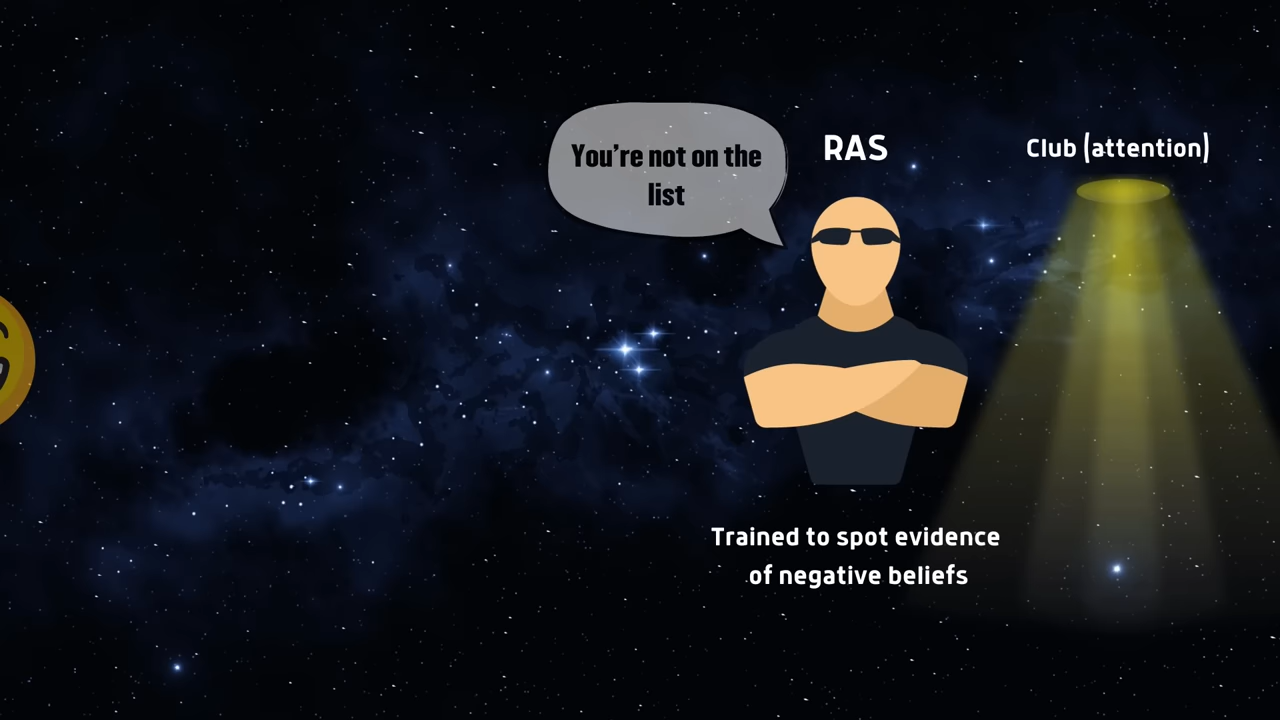 You’re not on the
list
RAS
Club (attention)
Trained to spot evidence
of negative beliefs